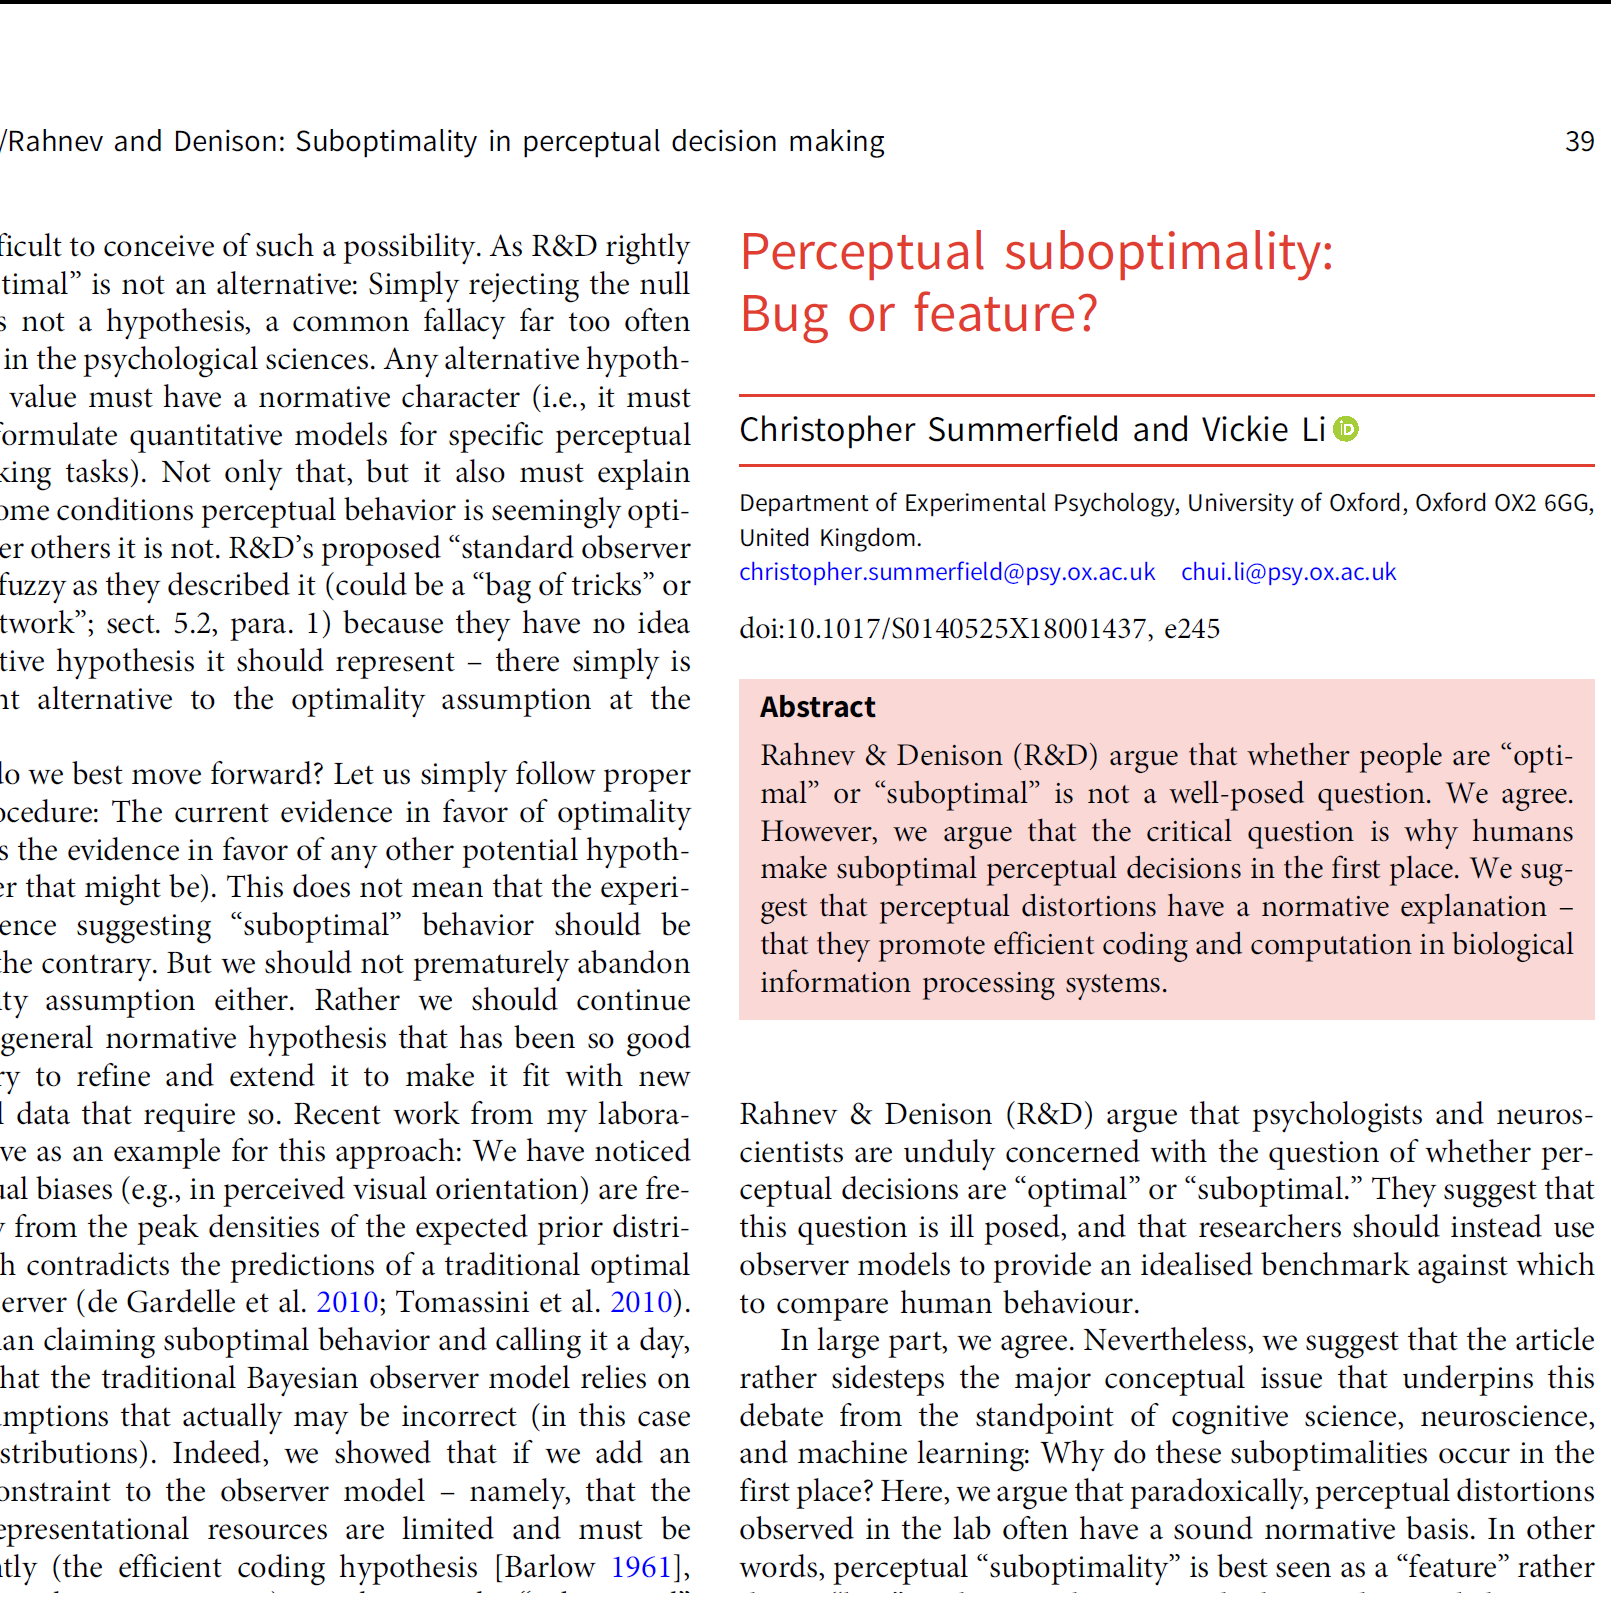 /Rahnev and Denison: Suboptimality in perceptual decision making
39
ficult to conceive of such a possibility. As R&D rightly
timal” is not an alternative: Simply rejecting the null
s not a hypothesis, a common fallacy far too often
in the psychological sciences. Any alternative hypoth-
value must have a normative character (i.e., it must
formulate quantitative models for specific perceptual
king tasks). Not only that, but it also must explain
ome conditions perceptual behavior is seemingly opti-
er others it is not. R&D’s proposed “standard observer
fuzzy as they described it (could be a “bag of tricks” or
twork”; sect. 5.2, para. 1) because they have no idea
tive hypothesis it should represent – there simply is
nt alternative to the optimality assumption at the
do we best move forward? Let us simply follow proper
ocedure: The current evidence in favor of optimality
s the evidence in favor of any other potential hypoth-
er that might be). This does not mean that the experi-
ence suggesting “suboptimal” behavior should be
the contrary. But we should not prematurely abandon
ity assumption either. Rather we should continue
general normative hypothesis that has been so good
ry to refine and extend it to make it fit with new
l data that require so. Recent work from my labora-
ve as an example for this approach: We have noticed
ual biases (e.g., in perceived visual orientation) are fre-
y from the peak densities of the expected prior distri-
h contradicts the predictions of a traditional optimal
erver (de Gardelle et al. 2010; Tomassini et al. 2010).
an claiming suboptimal behavior and calling it a day,
hat the traditional Bayesian observer model relies on
umptions that actually may be incorrect (in this case
stributions). Indeed, we showed that if we add an
onstraint to the observer model – namely, that the
epresentational resources are limited and must be
ntly (the efficient coding hypothesis [Barlow 1961],
Perceptual suboptimality:
Bug or feature?
Christopher Summerfield and Vickie Li iD
Department of Experimental Psychology, University of Oxford, Oxford OX2 6GG,
United Kingdom.
christopher.summerfield@psy.ox.ac.uk chui.li@psy.ox.ac.uk
doi:10.1017/S0140525X18001437, e245
Abstract
Rahnev & Denison (R&D) argue that whether people are “opti-
mal” or “suboptimal” is not a well-posed question. We agree.
However, we argue that the critical question is why humans
make suboptimal perceptual decisions in the first place. We sug-
gest that perceptual distortions have a normative explanation –
that they promote efficient coding and computation in biological
information processing systems.
Rahnev & Denison (R&D) argue that psychologists and neuros-
cientists are unduly concerned with the question of whether per-
ceptual decisions are “optimal” or “suboptimal.” They suggest that
this question is ill posed, and that researchers should instead use
observer models to provide an idealised benchmark against which
to compare human behaviour.
In large part, we agree. Nevertheless, we suggest that the article
rather sidesteps the major conceptual issue that underpins this
debate from the standpoint of cognitive science, neuroscience,
and machine learning: Why do these suboptimalities occur in the
first place? Here, we argue that paradoxically, perceptual distortions
observed in the lab often have a sound normative basis. In other
words, perceptual “suboptimality” is best seen as a “feature” rather